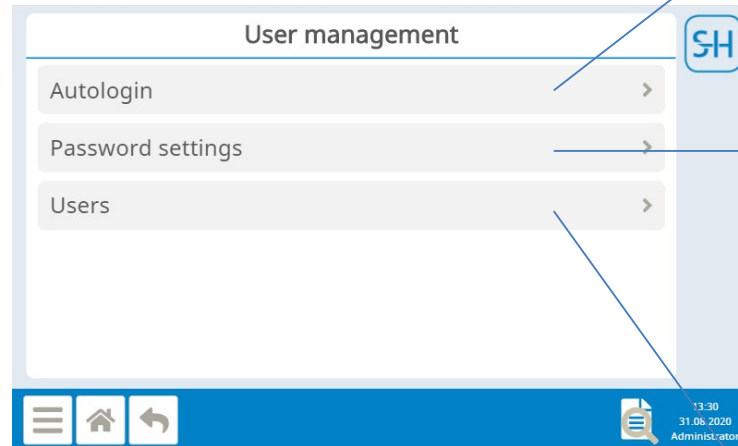 User management
SH
Autologin
Password settings
Users
13:30
31.08.2020
Administrator